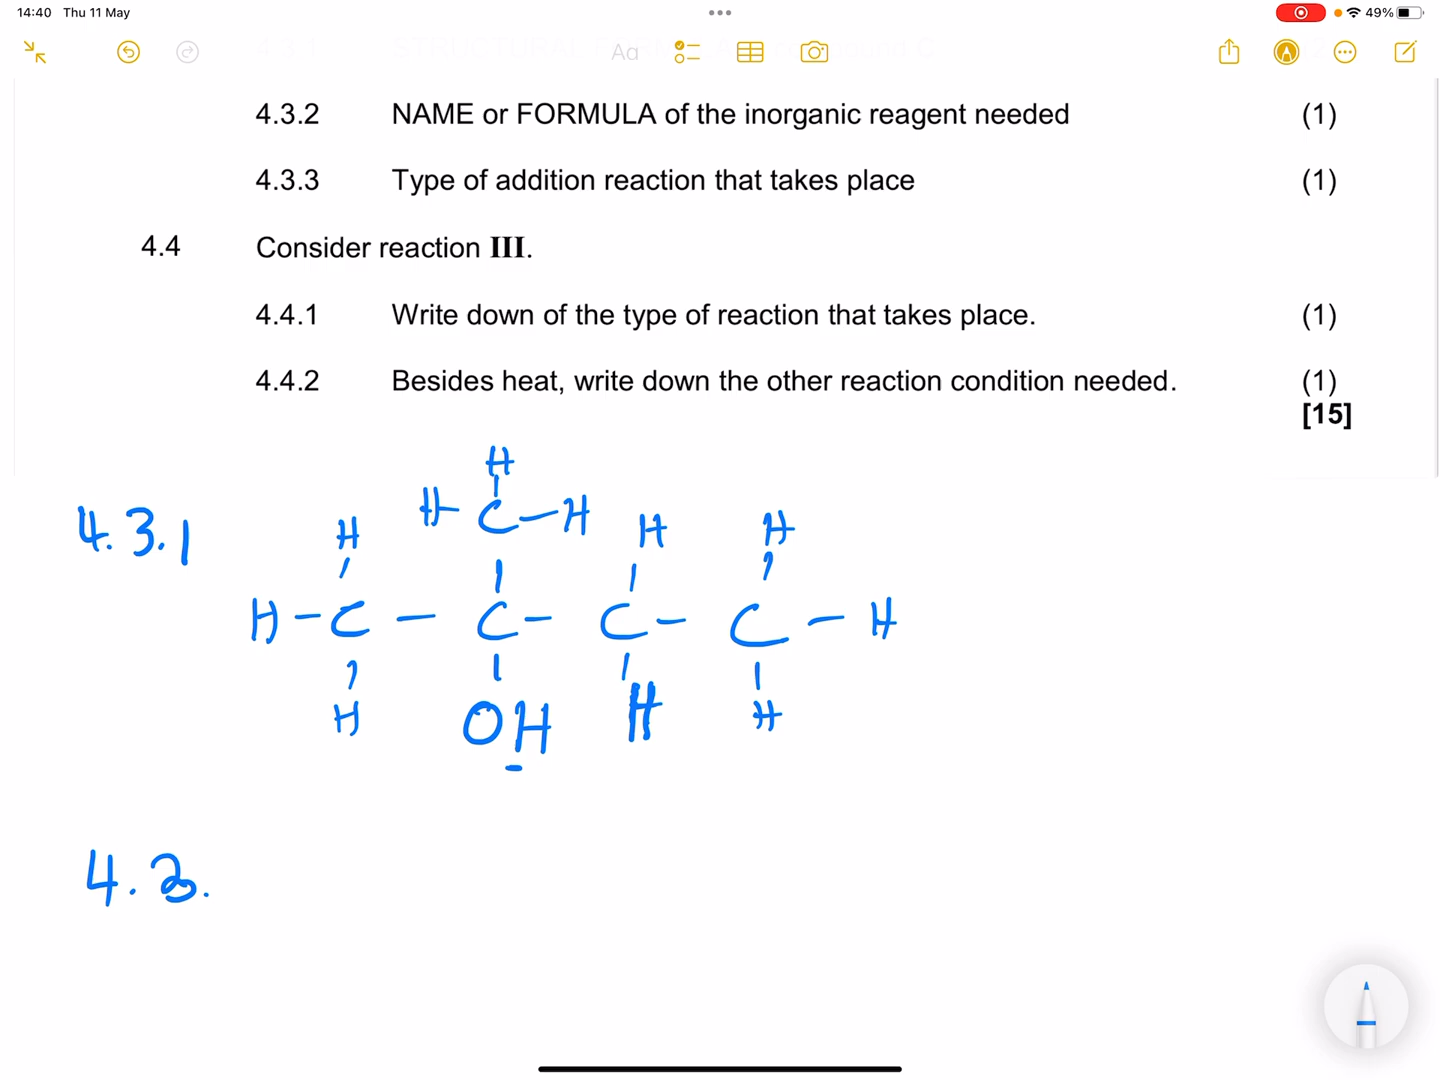 14:40 Thu 11 May
49%
Aa
4.3.2 NAME or FORMULA of the inorganic reagent needed (1)
4.3.3 Type of addition reaction that takes place (1)
4.4 Consider reaction III.
4.4.1 Write down of the type of reaction that takes place. (1)
4.4.2 Besides heat, write down the other reaction condition needed. (1)
[15]
H
4.3.1 H H - C - H H H
H - C - C - C - C - H
H OH H H
4.3.